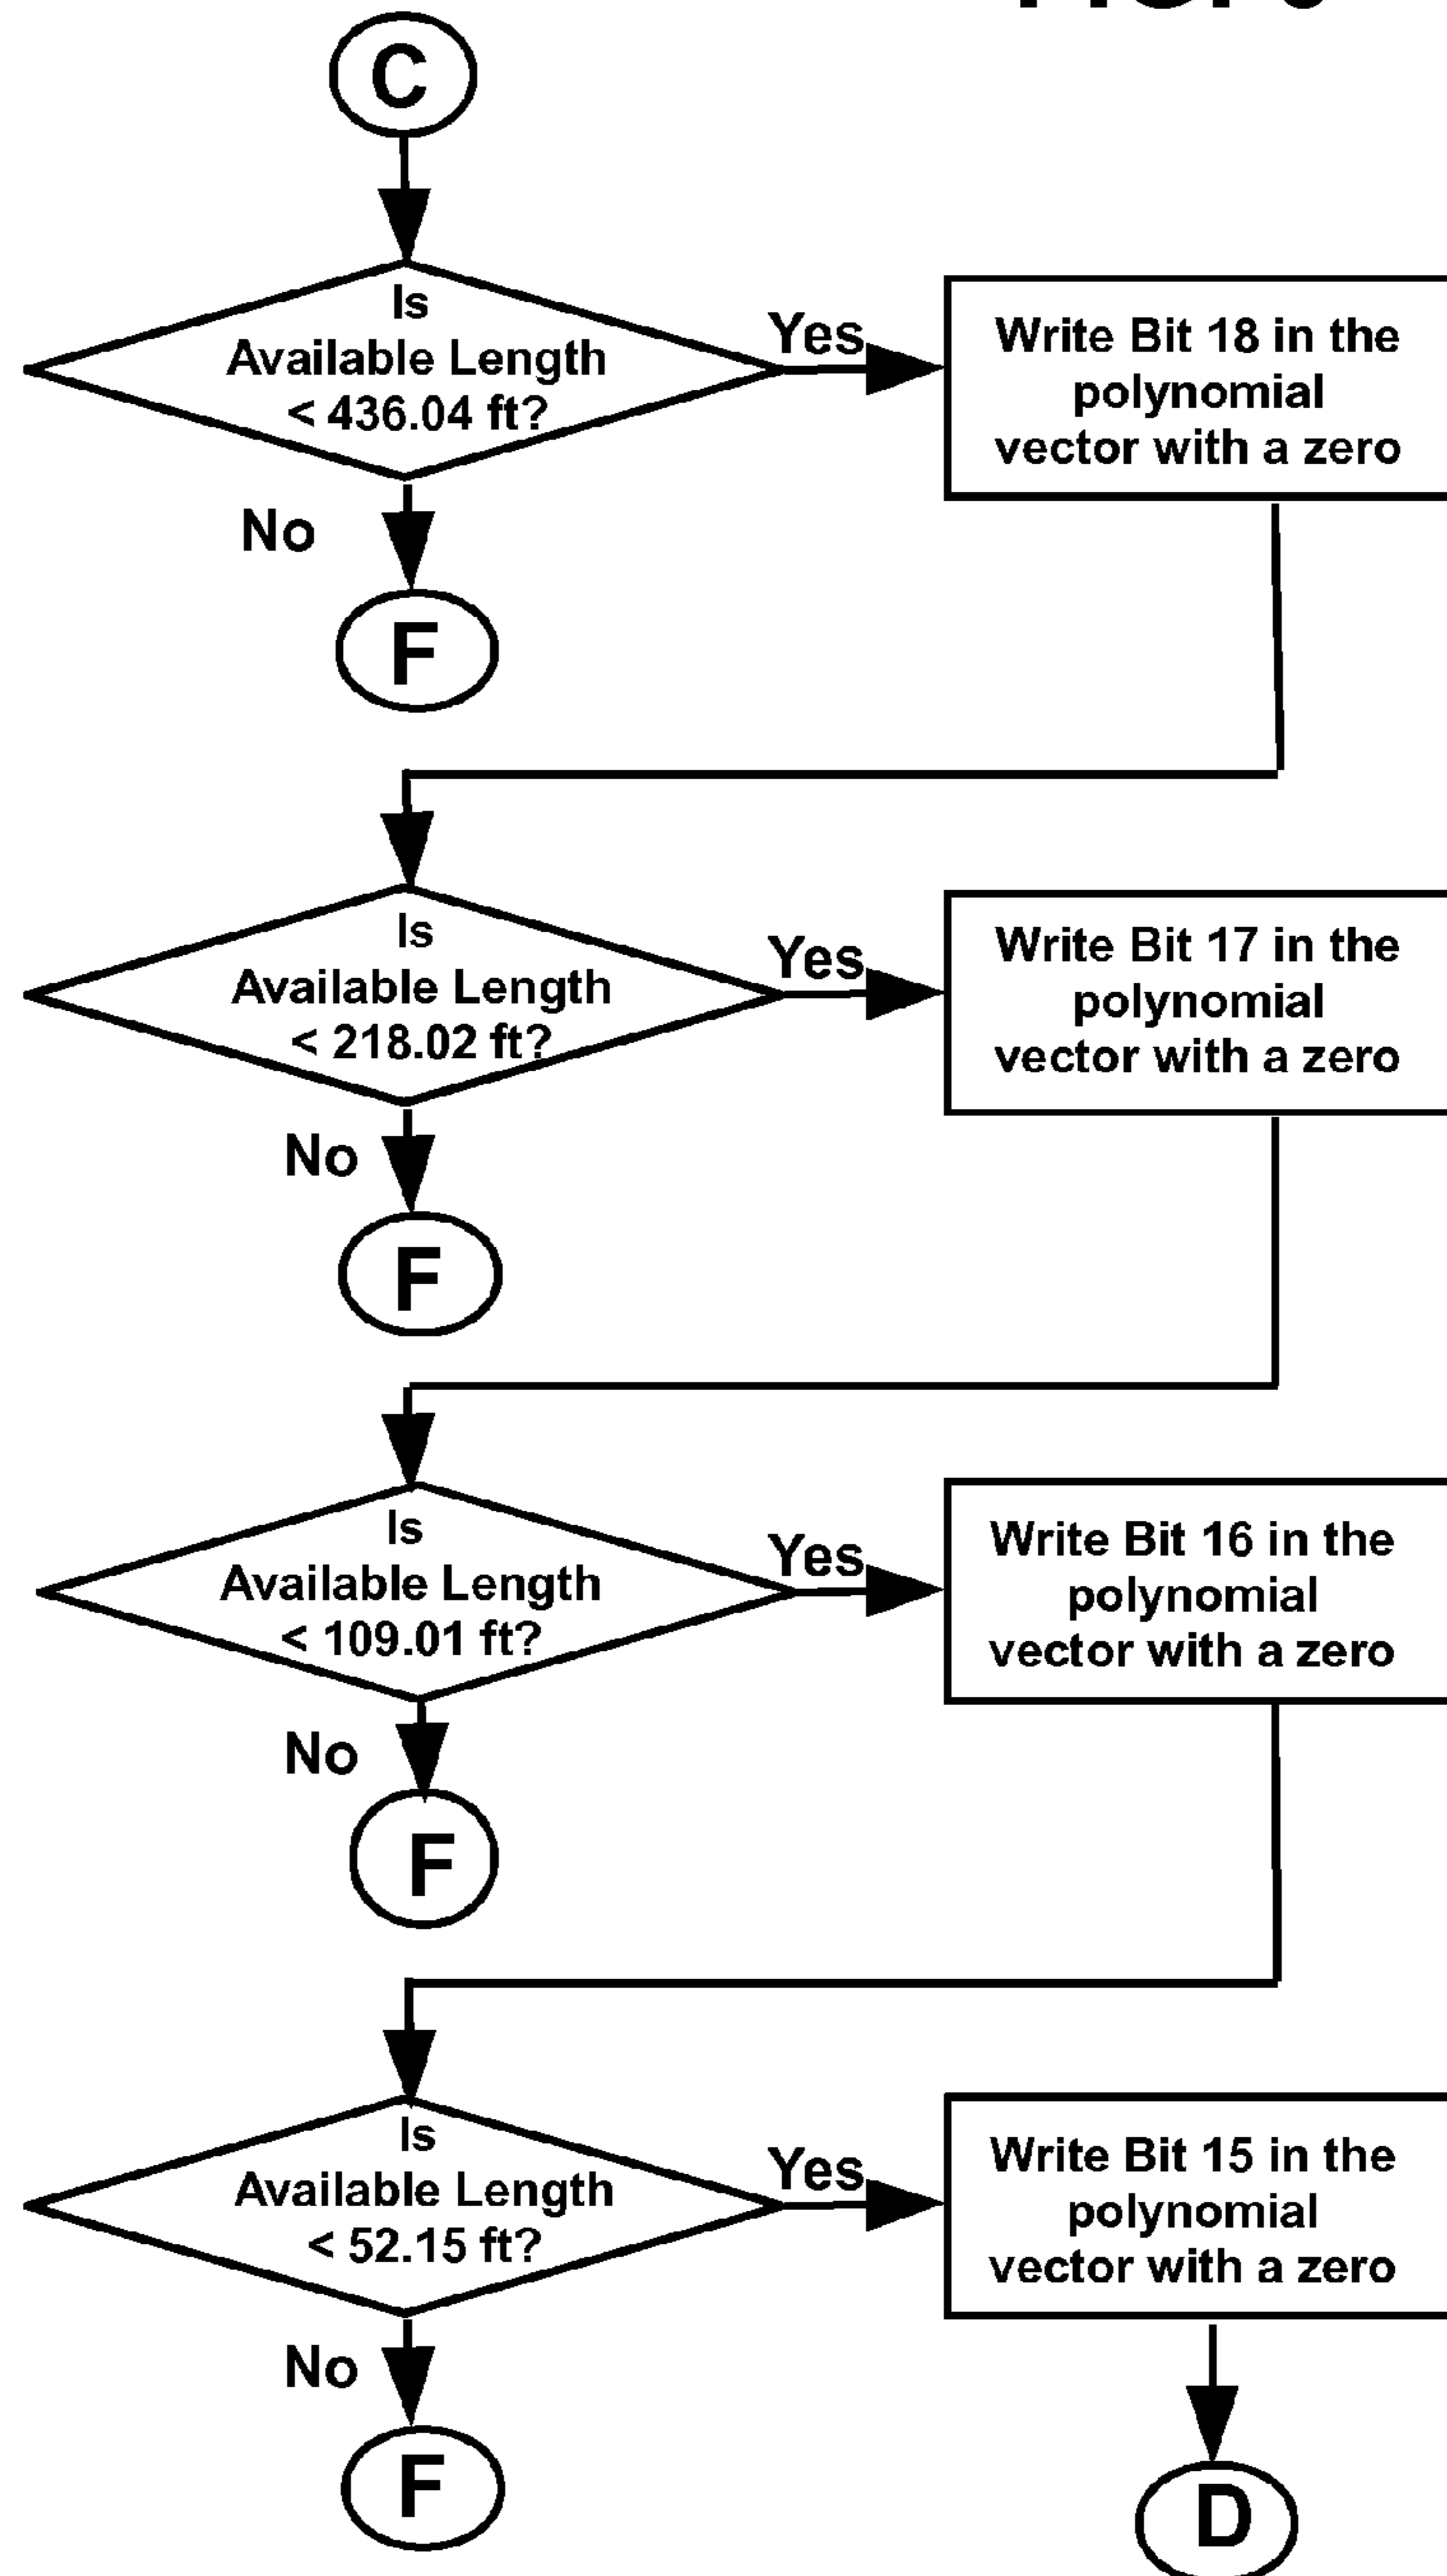 C
Is
Available Length
< 436.04 ft?
Yes
Write Bit 18 in the
polynomial
vector with a zero
No
F
Is
Available Length
< 218.02 ft?
Yes
Write Bit 17 in the
polynomial
vector with a zero
No
F
Is
Available Length
< 109.01 ft?
Yes
Write Bit 16 in the
polynomial
vector with a zero
No
F
Is
Available Length
< 52.15 ft?
Yes
Write Bit 15 in the
polynomial
vector with a zero
No
F
D